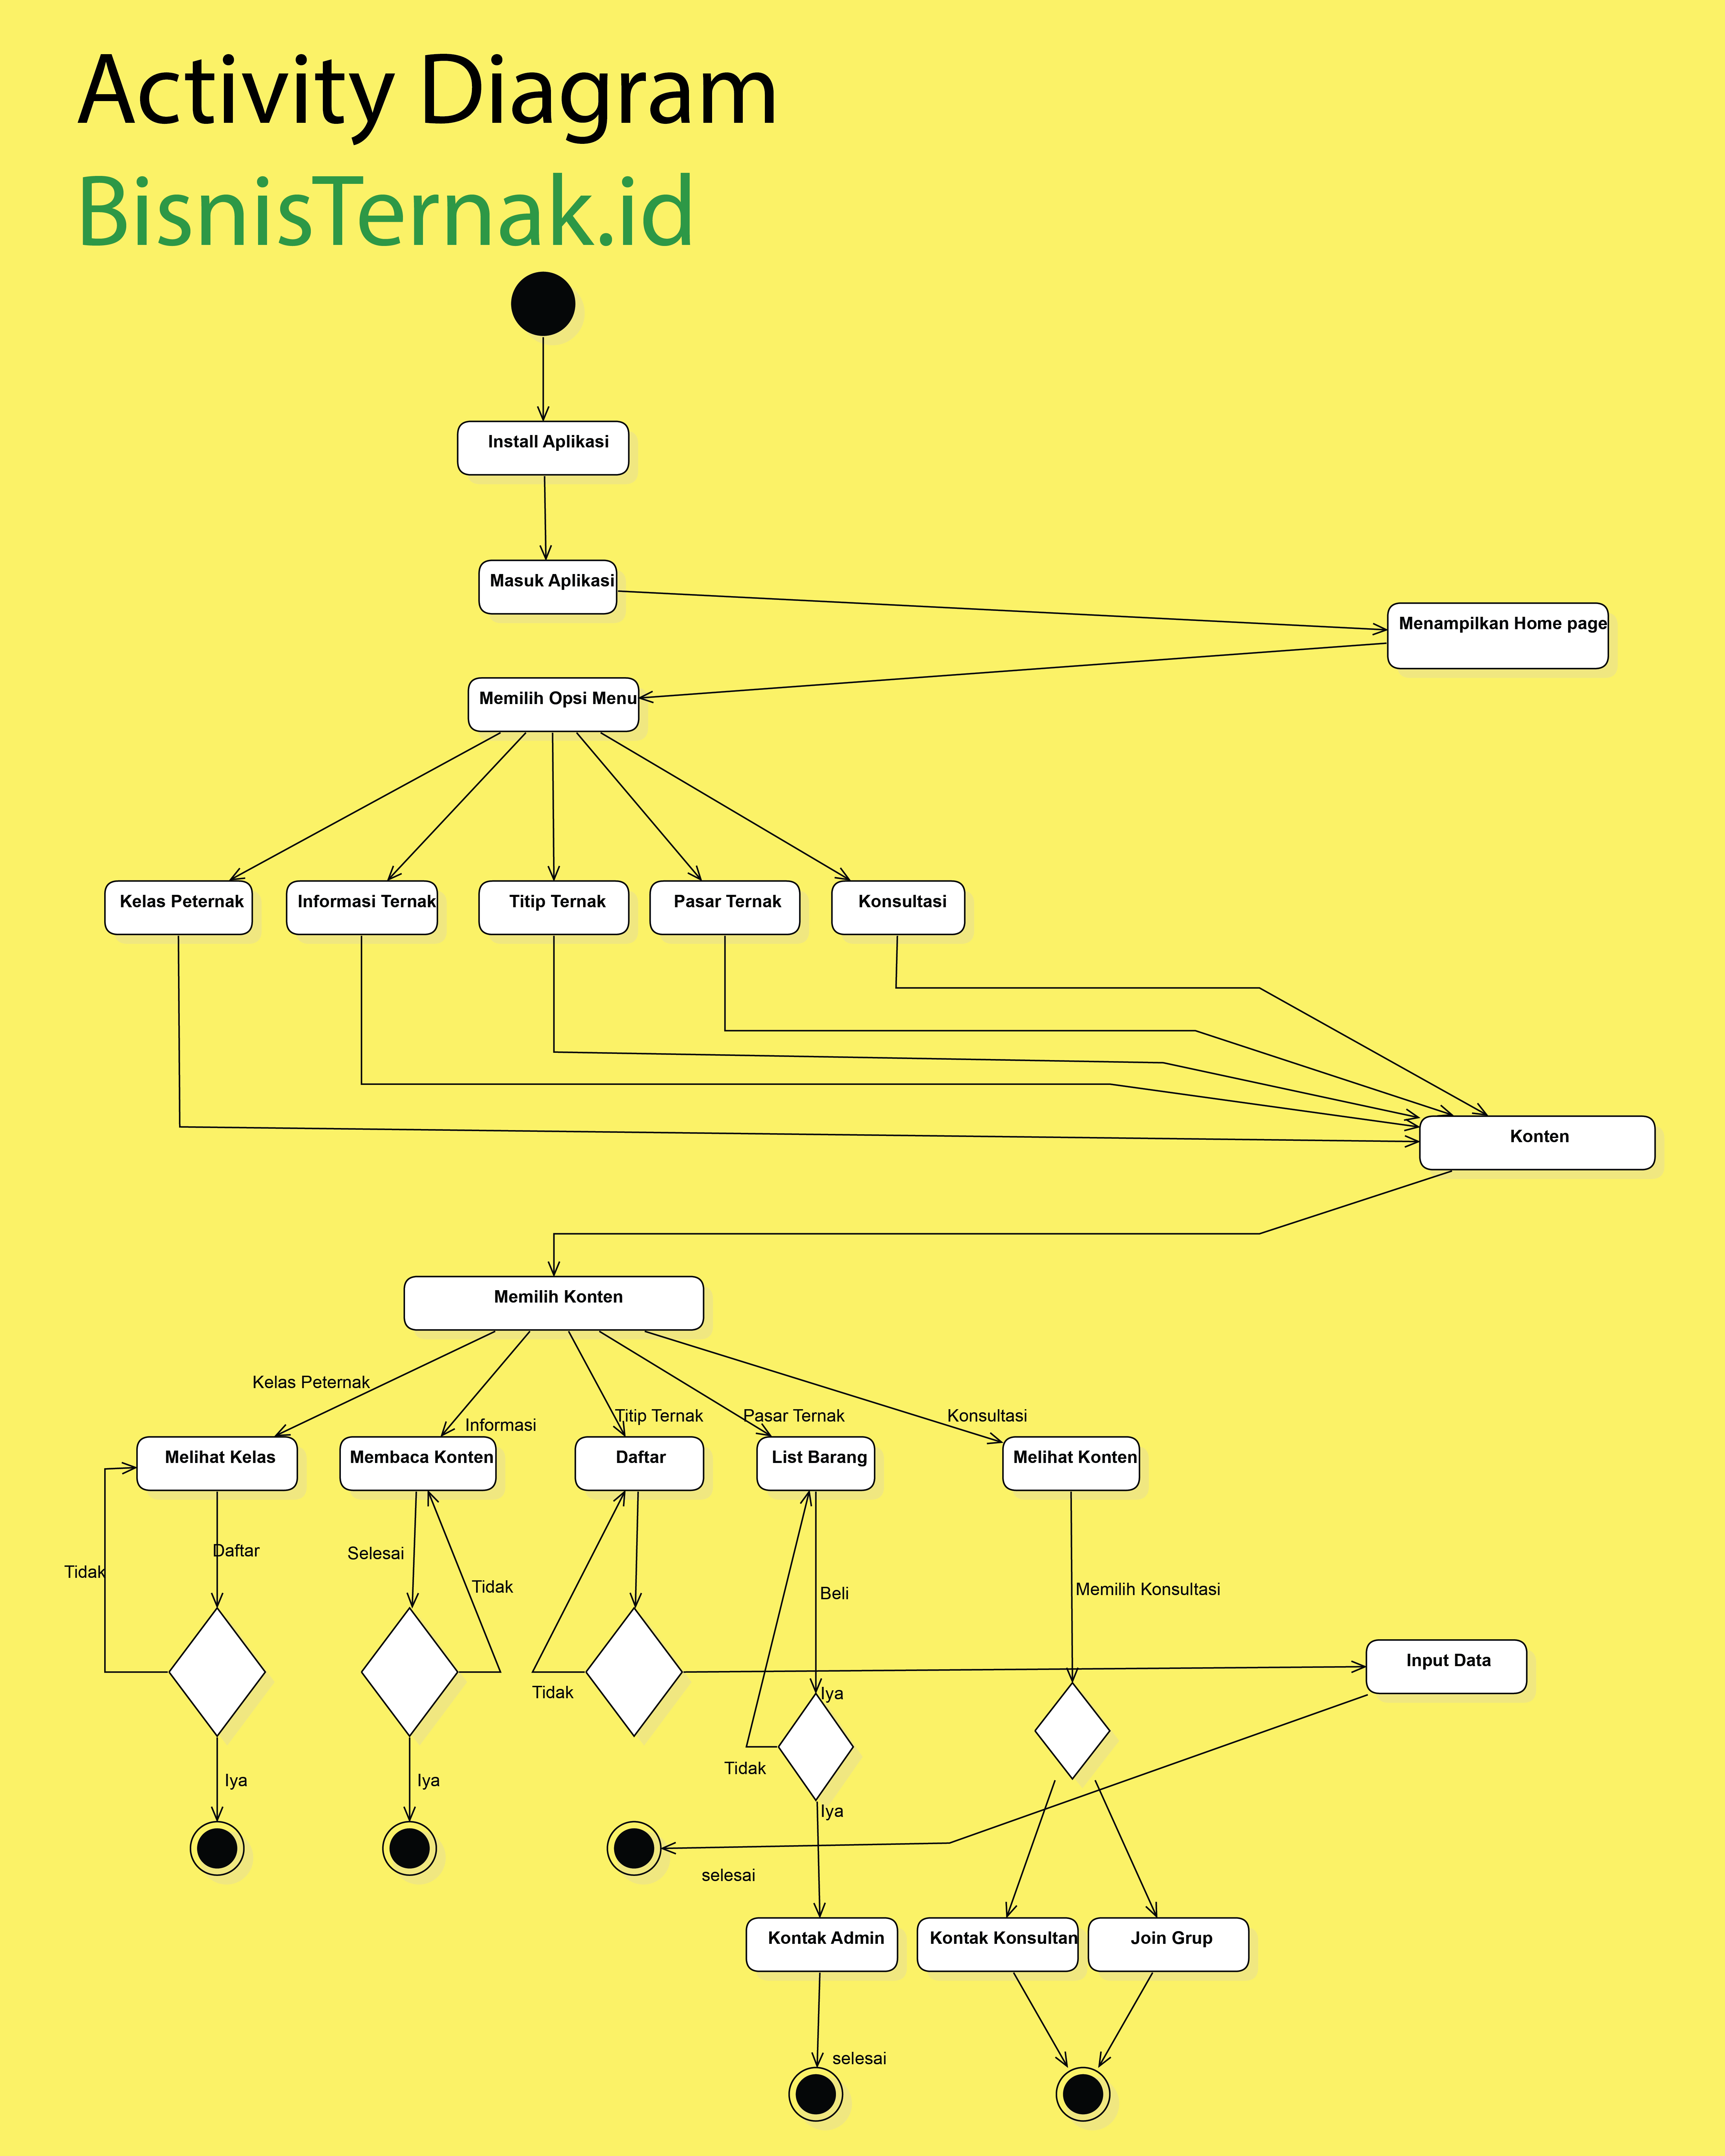 Activity Diagram
BisnisTernak.id
Install Aplikasi
Masuk Aplikasi
Menampilkan Home page
Memilih Opsi Menu
Kelas Peternak
Informasi Ternak
Titip Ternak
Pasar Ternak
Konsultasi
Konten
Memilih Konten
Kelas Peternak
Informasi
Titip Ternak
Pasar Ternak
Konsultasi
Melihat Kelas
Membaca Konten
Daftar
List Barang
Melihat Konten
Tidak
Daftar
Selesai
Tidak
Beli
Memilih Konsultasi
Input Data
Tidak
Iya
Tidak
Iya
Iya
Iya
selesai
Kontak Admin
Kontak Konsultan
Join Grup
selesai